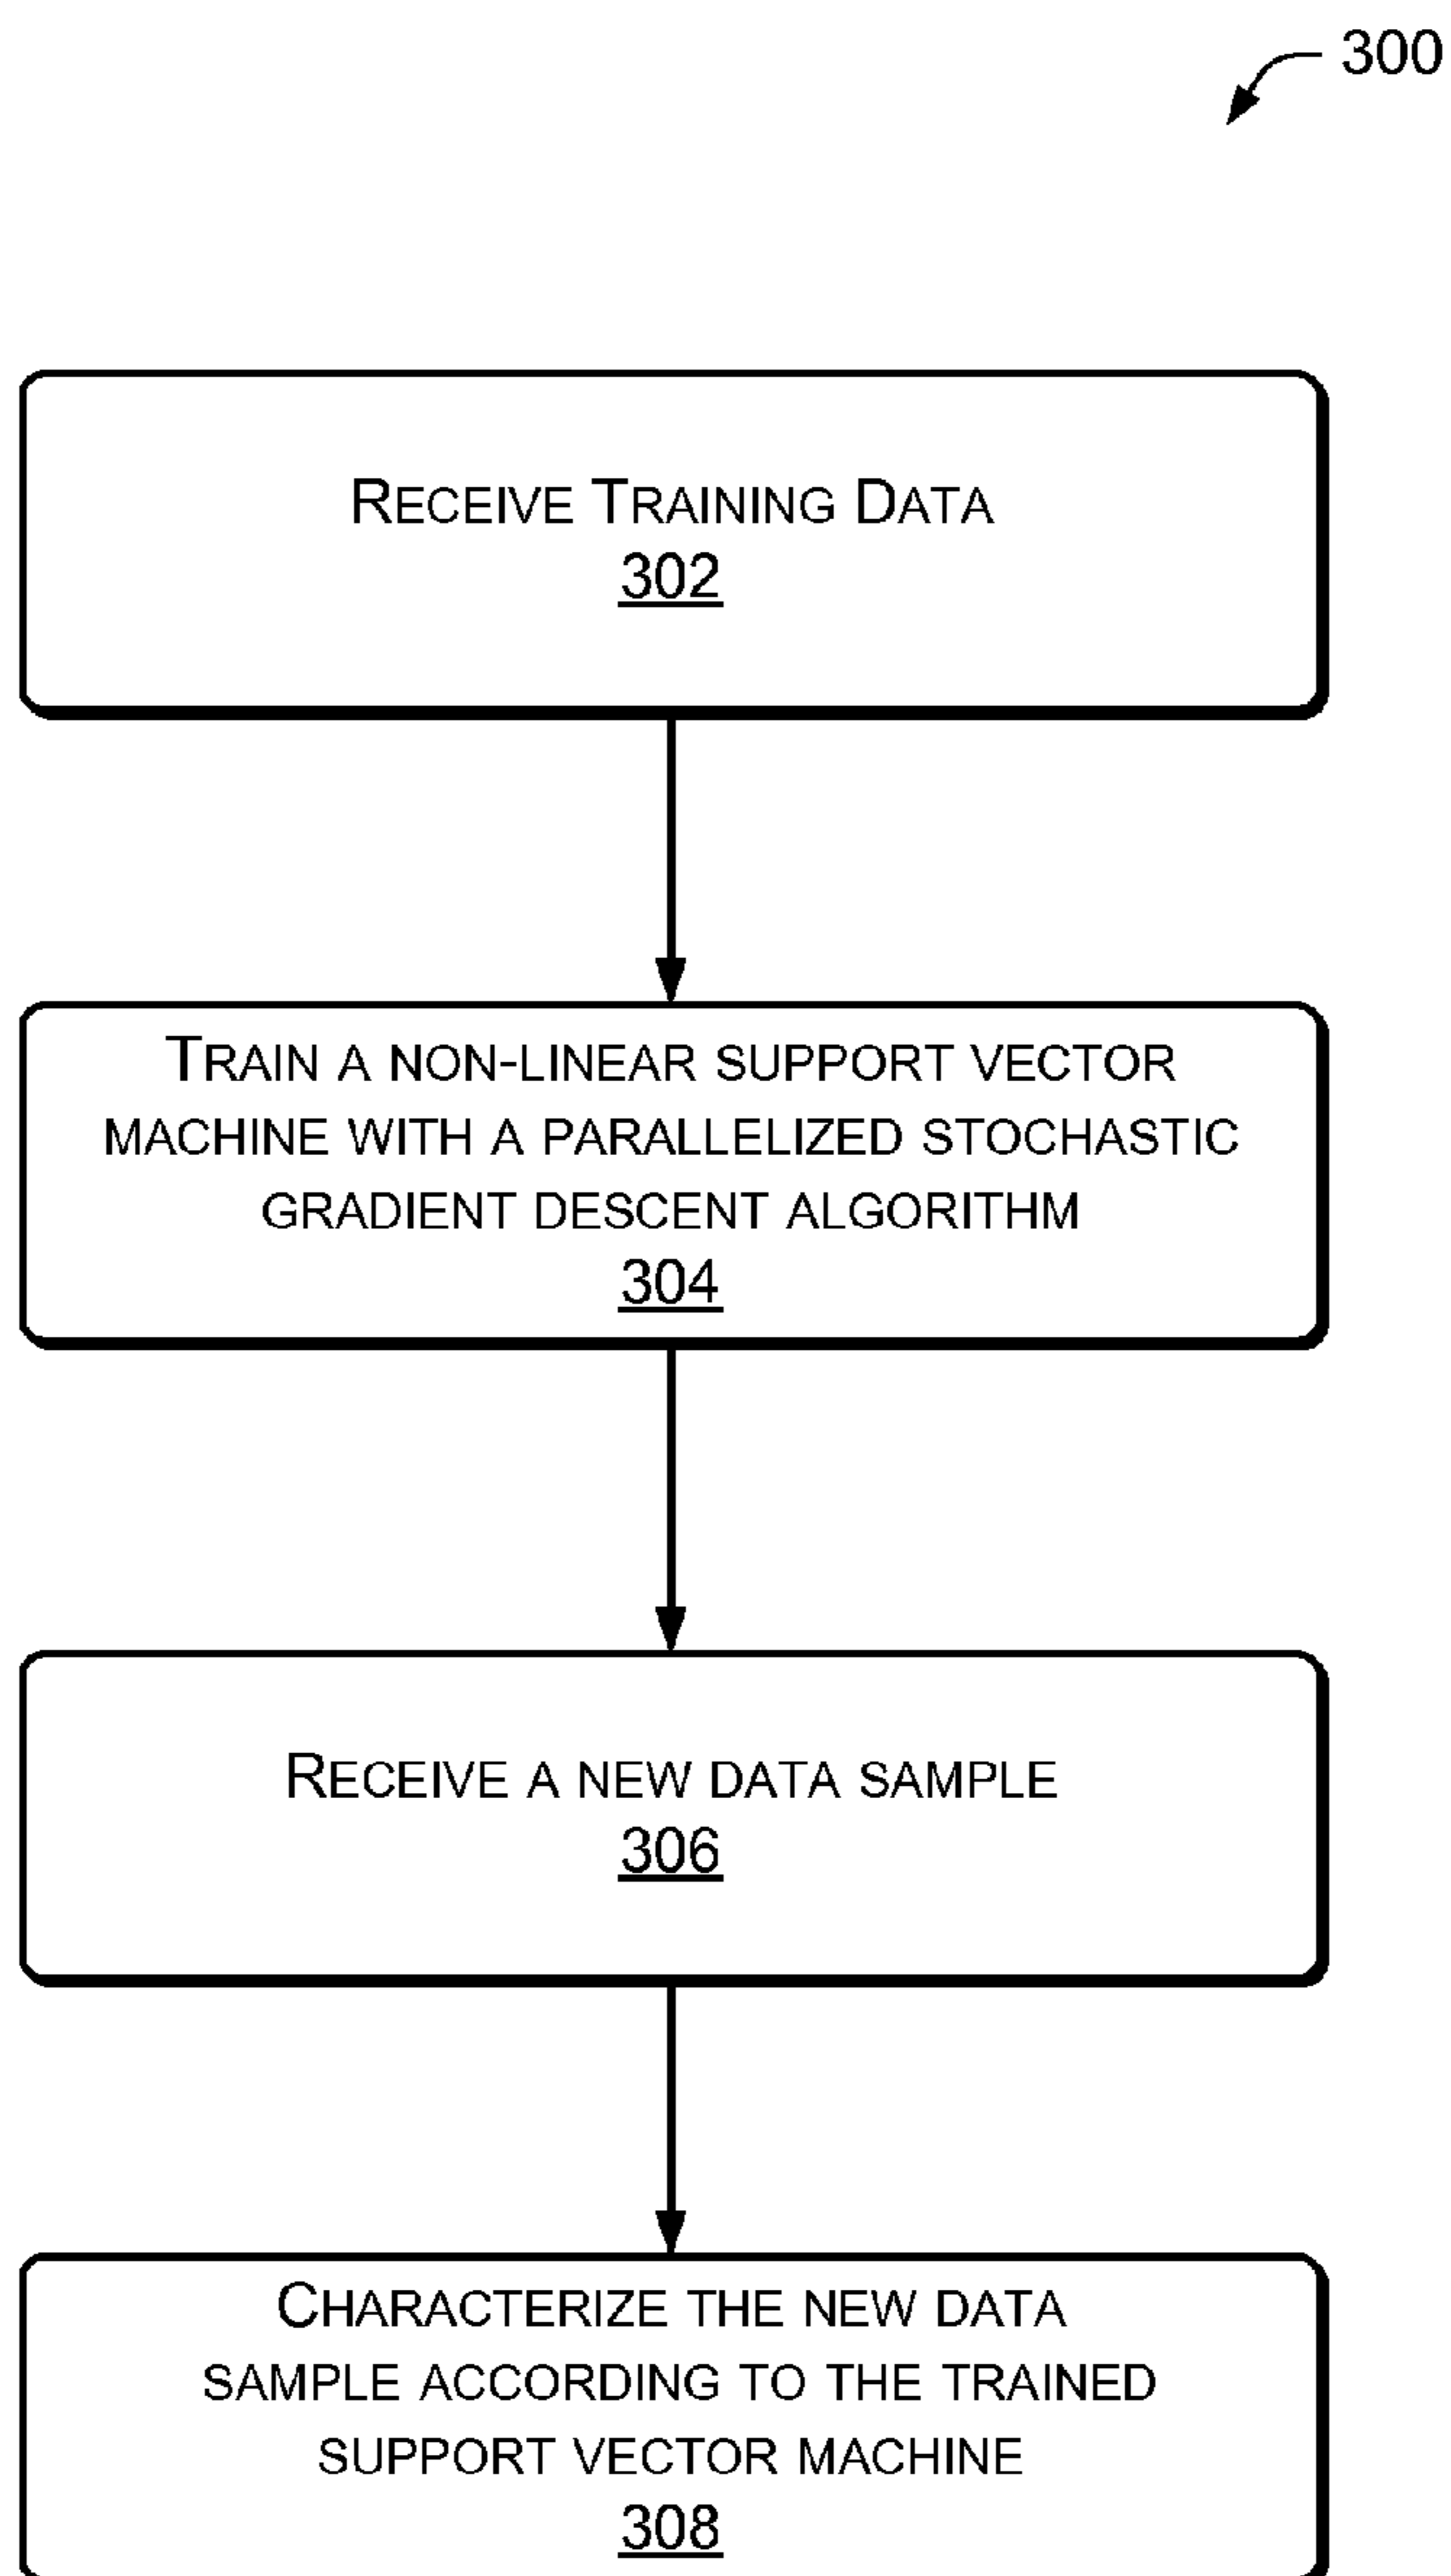 300
RECEIVE TRAINING DATA
302
TRAIN A NON-LINEAR SUPPORT VECTOR
MACHINE WITH A PARALLELIZED STOCHASTIC
GRADIENT DESCENT ALGORITHM
304
RECEIVE A NEW DATA SAMPLE
306
CHARACTERIZE THE NEW DATA
SAMPLE ACCORDING TO THE TRAINED
SUPPORT VECTOR MACHINE
308